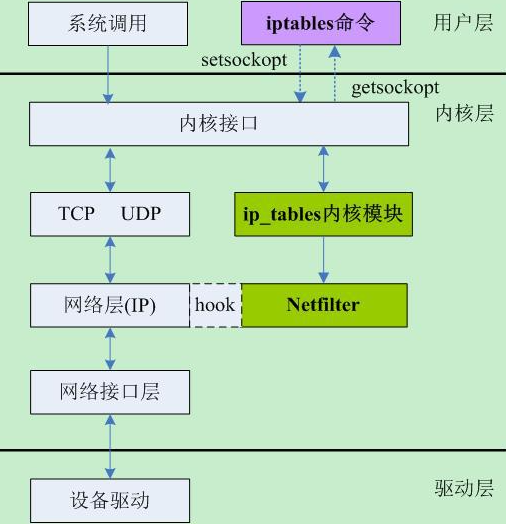 系统调用
iptables命令
用户层
setsockopt
getsockopt
内核接口
内核层
TCP UDP
ip_tables内核模块
网络层(IP)
hook
Netfilter
网络接口层
设备驱动
驱动层